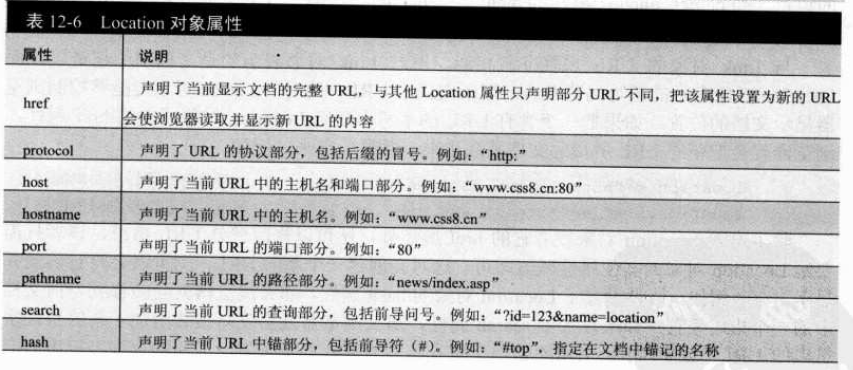 表 12-6 Location 对象属性
属性 说明
href 声明了当前显示文档的完整 URL，与其他 Location 属性只声明部分 URL 不同，把该属性设置为新的 URL
会使浏览器读取并显示新 URL 的内容
protocol 声明了 URL 的协议部分，包括后缀的冒号。例如：“http:”
host 声明了当前 URL 中的主机名和端口部分。例如：“www.css8.cn:80”
hostname 声明了当前 URL 中的主机名。例如：“www.css8.cn”
port 声明了当前 URL 的端口部分。例如：“80”
pathname 声明了当前 URL 的路径部分。例如：“news/index.asp”
search 声明了当前 URL 的查询部分，包括前导问号。例如：“?id=123&name=location”
hash 声明了当前 URL 中锚部分，包括前导符（#）。例如：“#top”，指定在文档中锚记的名称